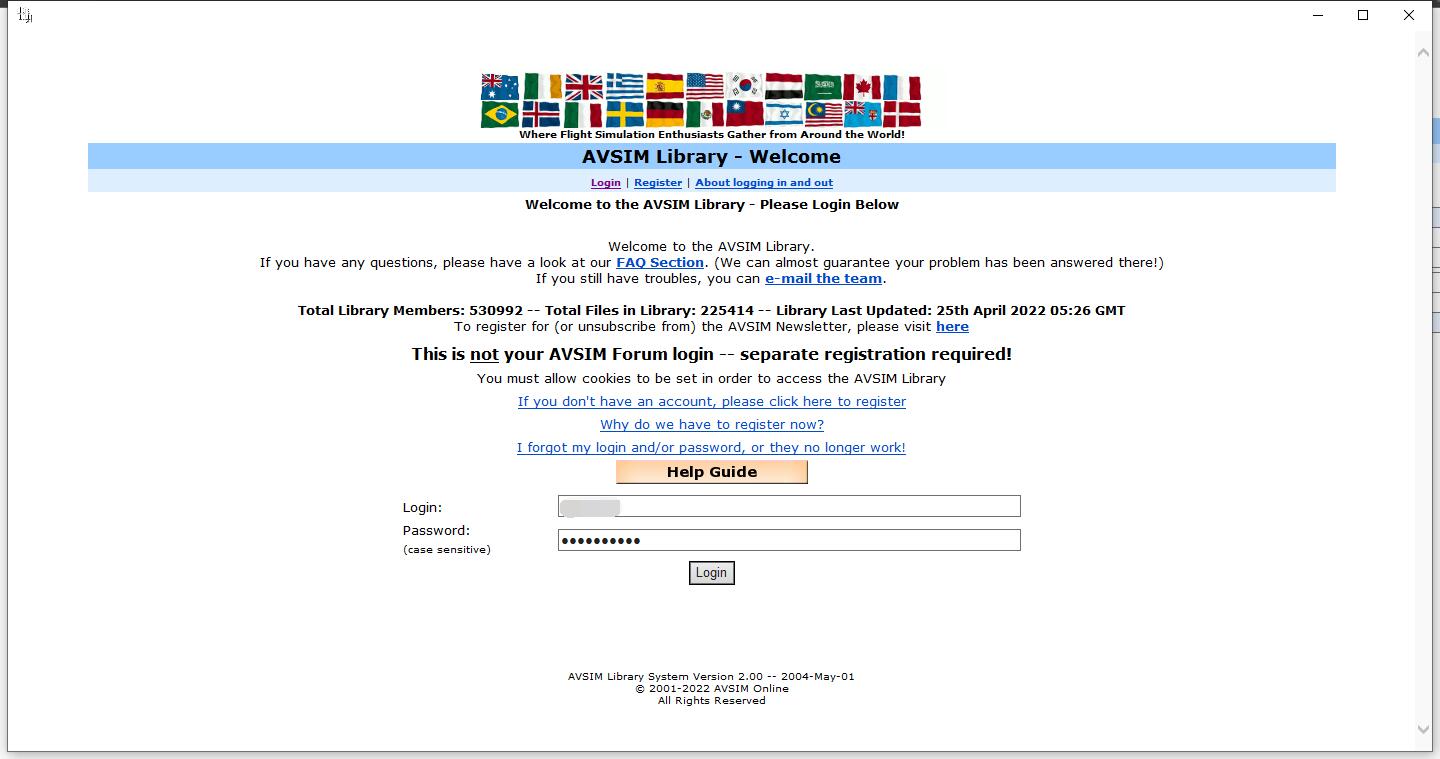 Where Flight Simulation Enthusiasts Gather from Around the World!
AVSIM Library - Welcome
Login | Register | About logging in and out
Welcome to the AVSIM Library - Please Login Below
Welcome to the AVSIM Library.
If you have any questions, please have a look at our FAQ Section. (We can almost guarantee your problem has been answered there!)
If you still have troubles, you can e-mail the team.
Total Library Members: 530992 -- Total Files in Library: 225414 -- Library Last Updated: 25th April 2022 05:26 GMT
To register for (or unsubscribe from) the AVSIM Newsletter, please visit here
This is not your AVSIM Forum login -- separate registration required!
You must allow cookies to be set in order to access the AVSIM Library
If you don't have an account, please click here to register
Why do we have to register now?
I forgot my login and/or password, or they no longer work!
Help Guide
Login:
Password:
(case sensitive)
Login
AVSIM Library System Version 2.00 -- 2004-May-01
© 2001-2022 AVSIM Online
All Rights Reserved